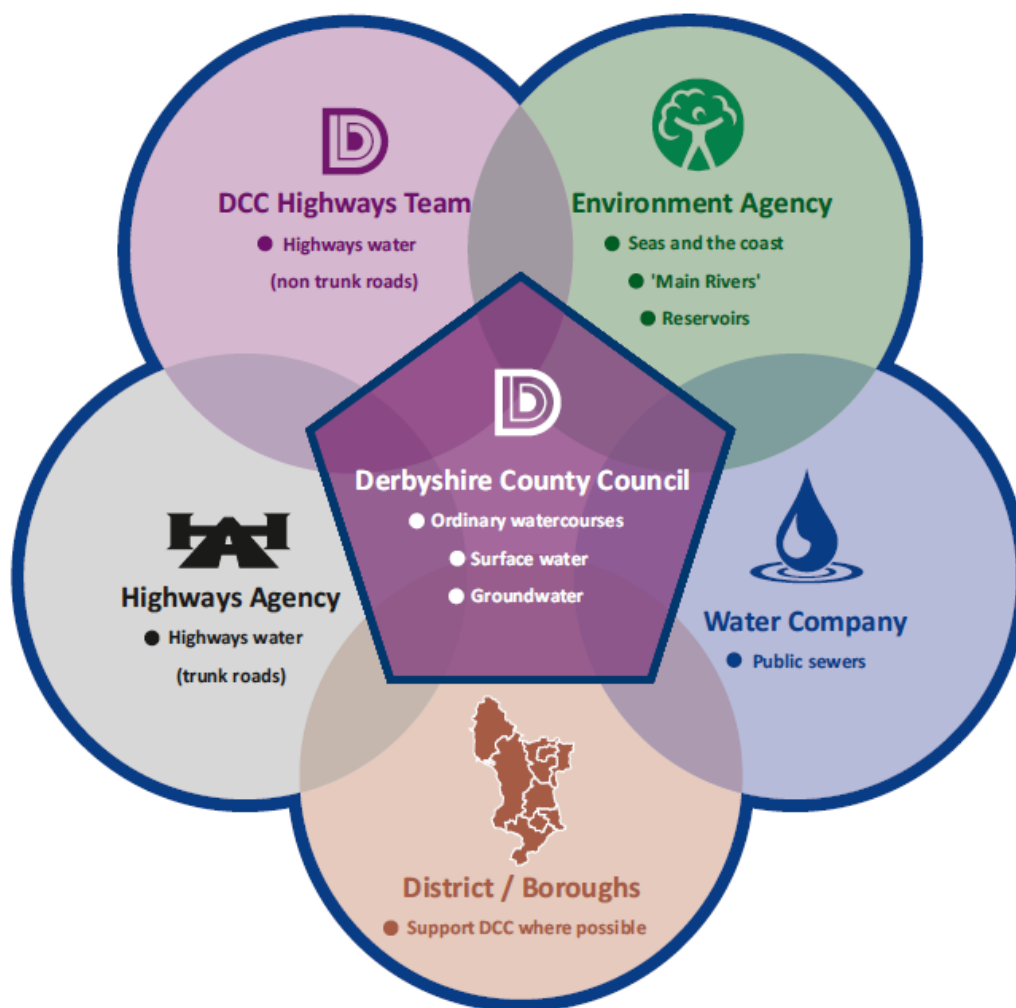 DCC Highways Team
● Highways water
(non trunk roads)
Environment Agency
● Seas and the coast
● 'Main Rivers'
● Reservoirs
Derbyshire County Council
● Ordinary watercourses
● Surface water
● Groundwater
Highways Agency
● Highways water
(trunk roads)
Water Company
● Public sewers
District / Boroughs
● Support DCC where possible